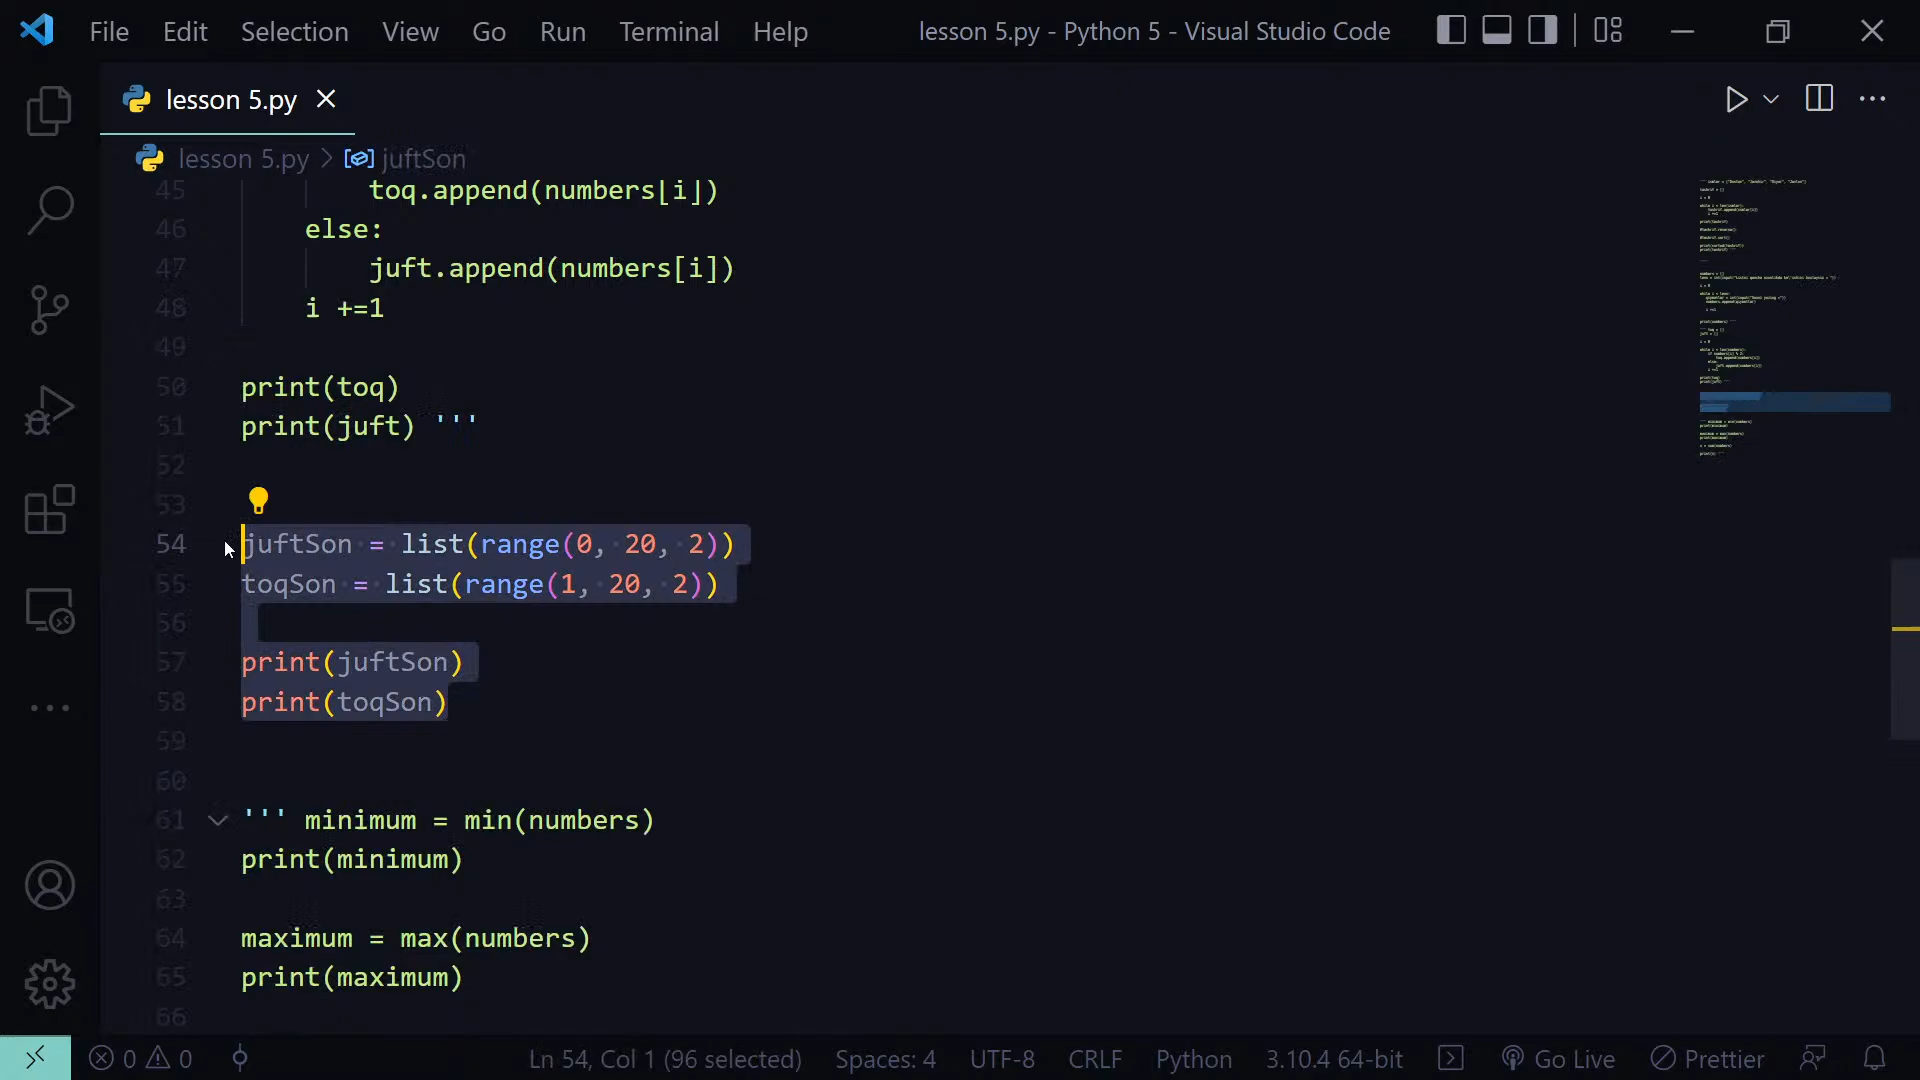 File Edit Selection View Go Run Terminal Help lesson 5.py - Python 5 - Visual Studio Code
lesson 5.py
lesson 5.py > juftSon
45 toq.append(numbers[i])
46 else:
47 juft.append(numbers[i])
48 i +=1
49
50 print(toq)
51 print(juft) '''
52
53
54 juftSon = list(range(0, 20, 2))
55 toqSon = list(range(1, 20, 2))
56
57 print(juftSon)
58 print(toqSon)
59
60
61 ''' minimum = min(numbers)
62 print(minimum)
63
64 maximum = max(numbers)
65 print(maximum)
66
0 0 Ln 54, Col 1 (96 selected) Spaces: 4 UTF-8 CRLF Python 3.10.4 64-bit Go Live Prettier